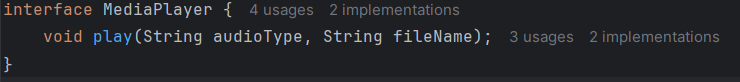 interface MediaPlayer {  4 usages  2 implementations
    void play(String audioType, String fileName);  3 usages  2 implementations
}